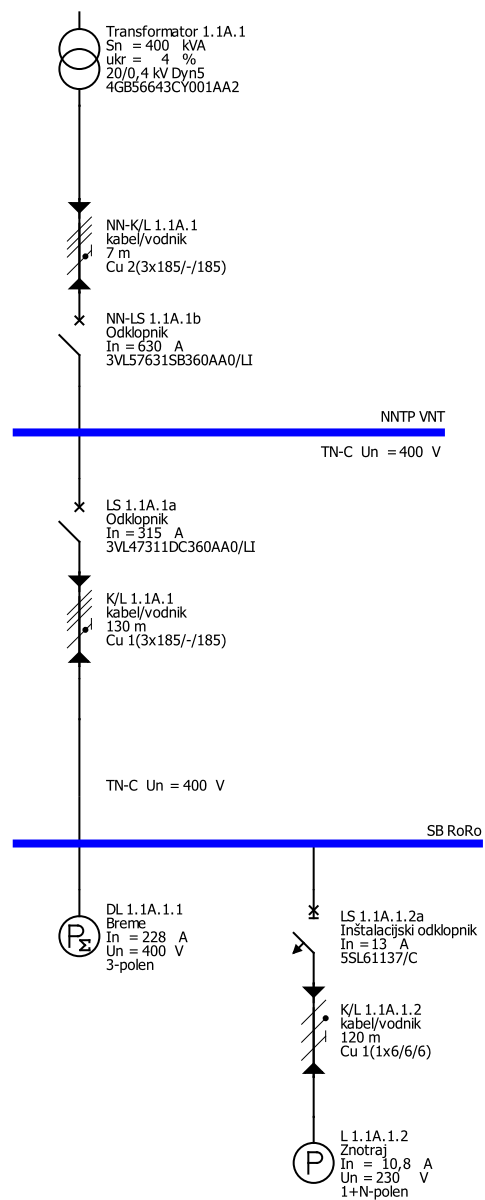 Transformator 1.1A.1
Sn = 400 kVA
ukr = 4 %
20/0,4 kV Dyn5
4GB56643CY001AA2
NN-K/L 1.1A.1
kabel/vodnik
7 m
Cu 2(3x185/-/185)
NN-LS 1.1A.1b
Odklopnik
In = 630 A
3VL57631SB360AA0/LI
NNTP VNT
TN-C Un = 400 V
LS 1.1A.1a
Odklopnik
In = 315 A
3VL47311DC360AA0/LI
K/L 1.1A.1
kabel/vodnik
130 m
Cu 1(3x185/-/185)
TN-C Un = 400 V
SB RoRo
DL 1.1A.1.1
Breme
In = 228 A
Un = 400 V
3-polen
PΣ
LS 1.1A.1.2a
Inštalacijski odklopnik
In = 13 A
5SL61137/C
K/L 1.1A.1.2
kabel/vodnik
120 m
Cu 1(1x6/6/6)
L 1.1A.1.2
Znotraj
In = 10,8 A
Un = 230 V
1+N-polen
P